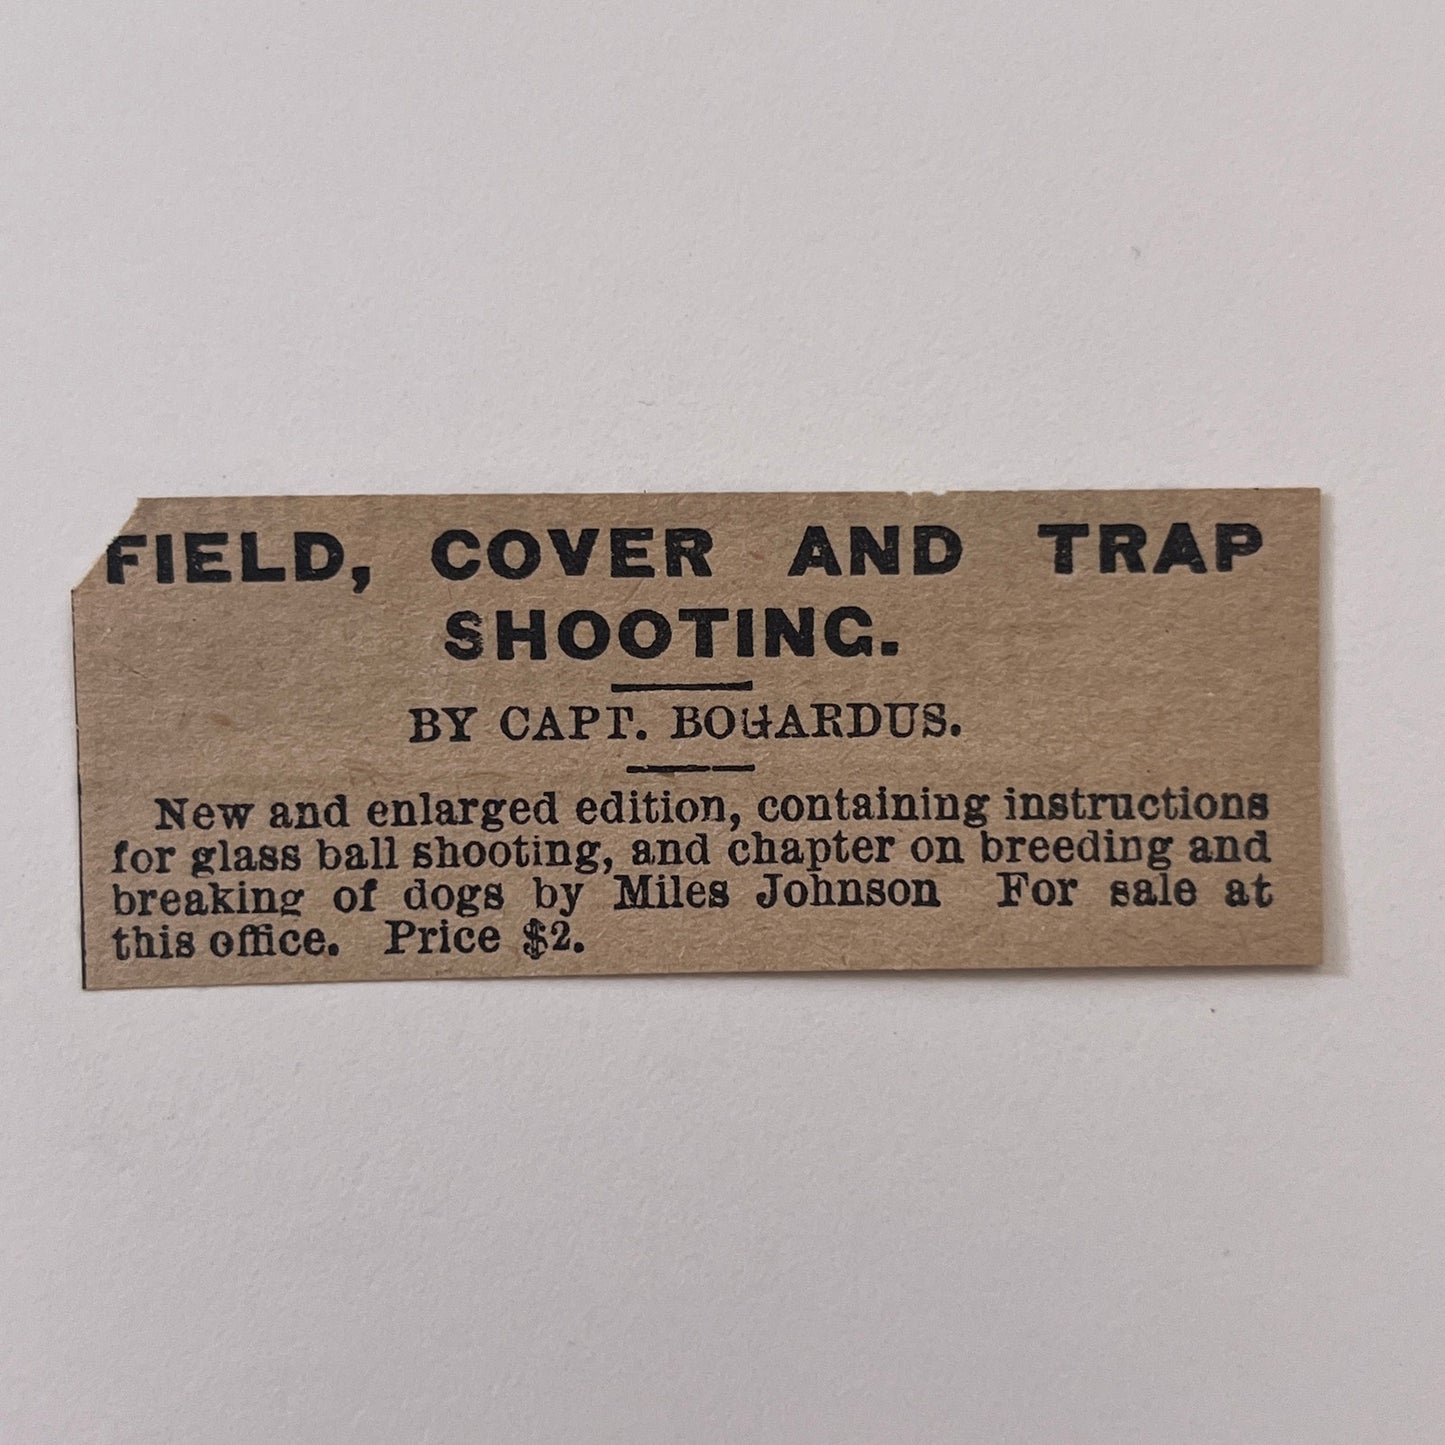 FIELD, COVER AND TRAP
SHOOTING.
BY CAPT. BOGARDUS.
New and enlarged edition, containing instructions
for glass ball shooting, and chapter on breeding and
breaking of dogs by Miles Johnson For sale at
this office. Price $2.